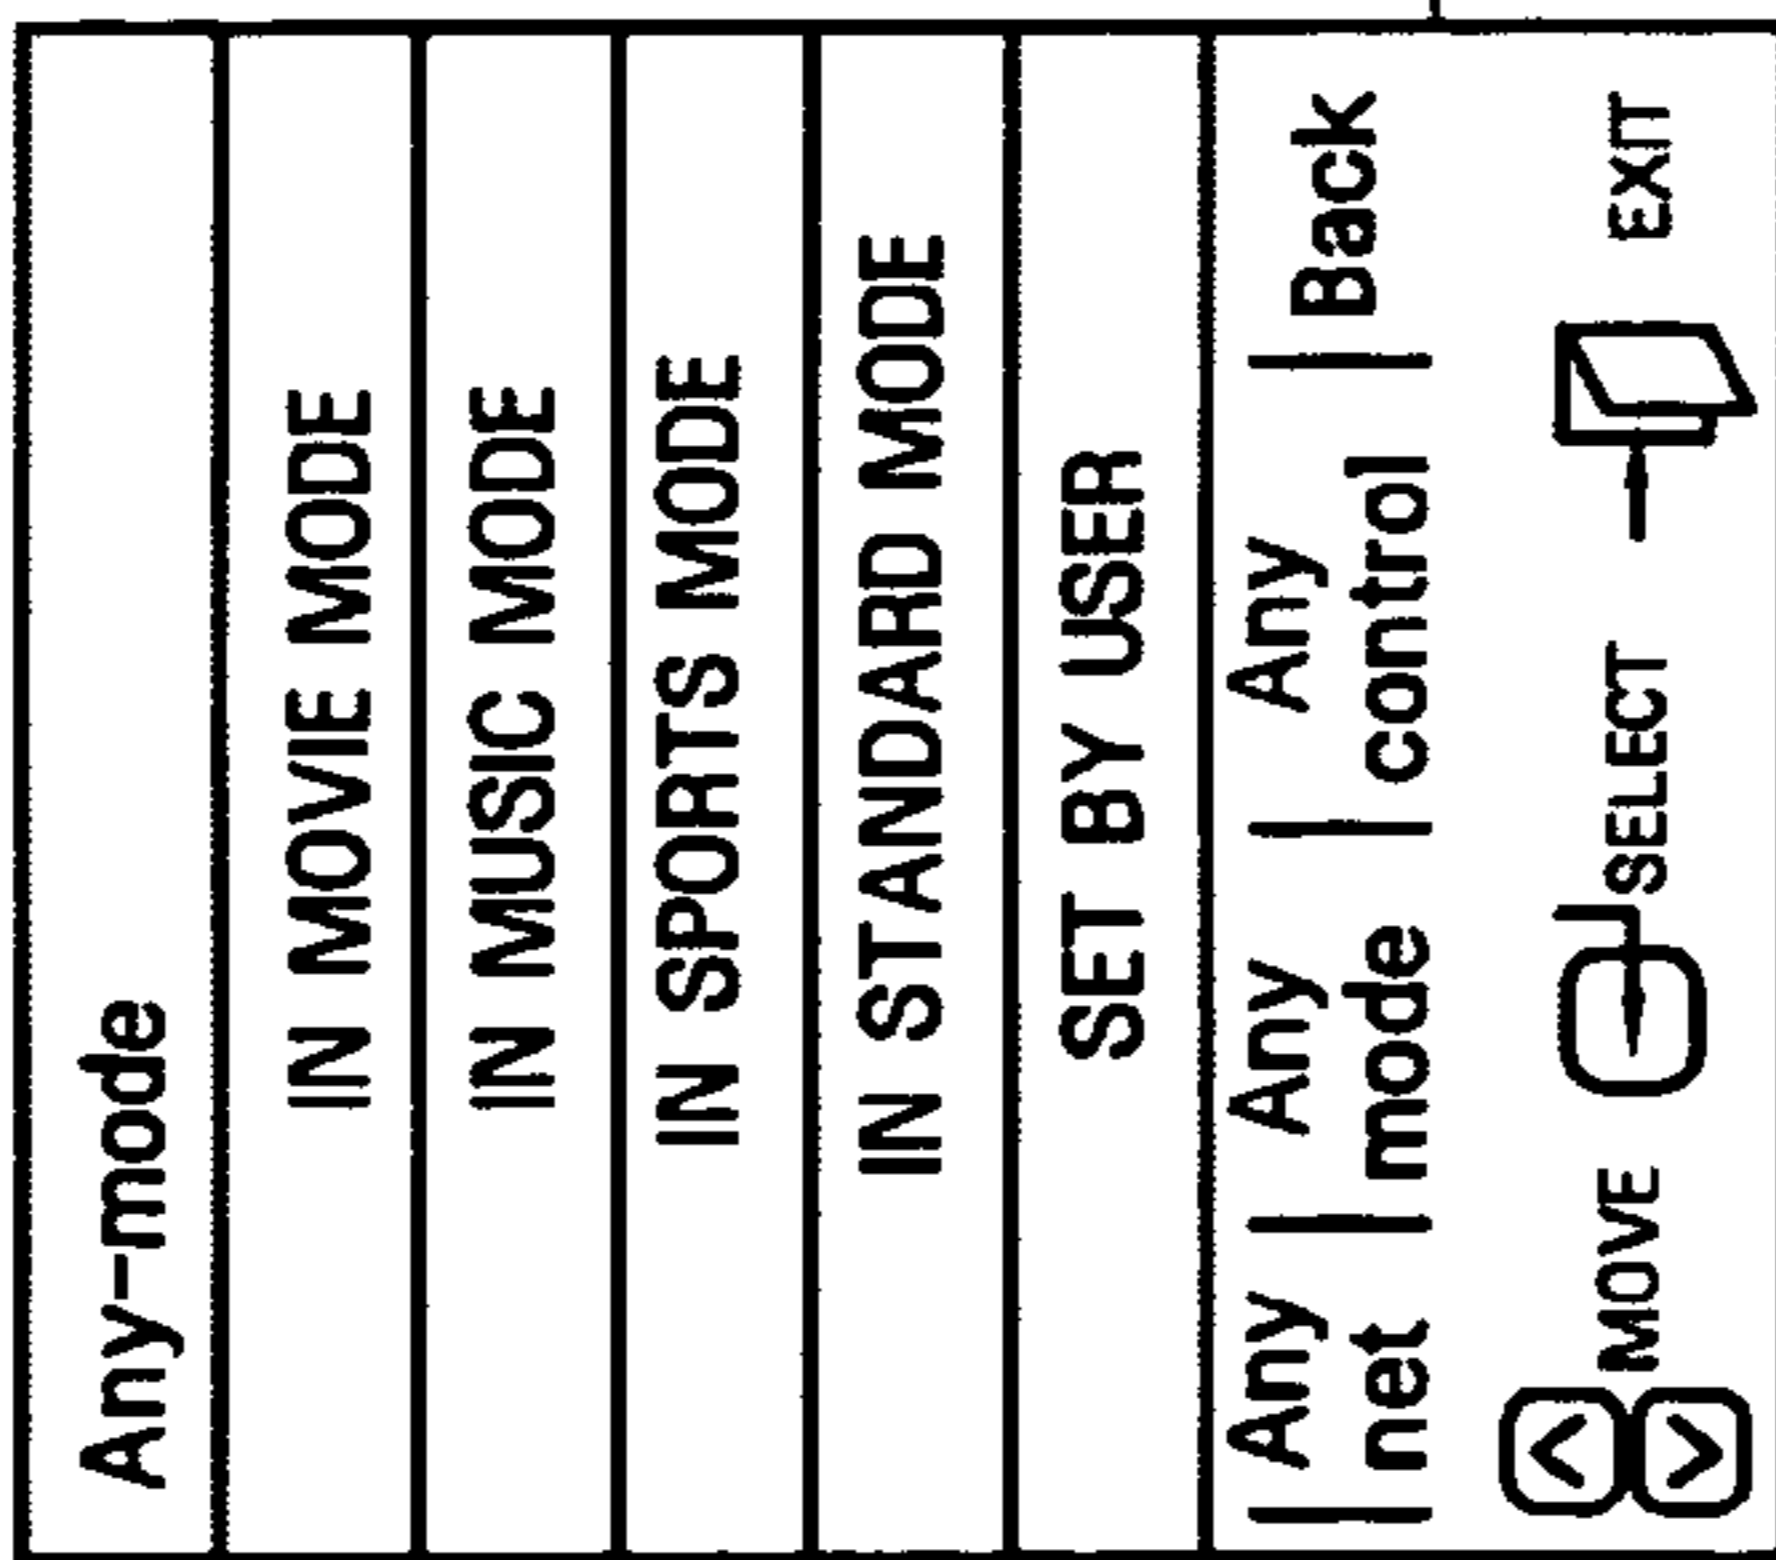 Any-mode
IN MOVIE MODE
IN MUSIC MODE
IN SPORTS MODE
IN STANDARD MODE
SET BY USER
| Any net | Any mode | Any control | Back
MOVE SELECT EXIT